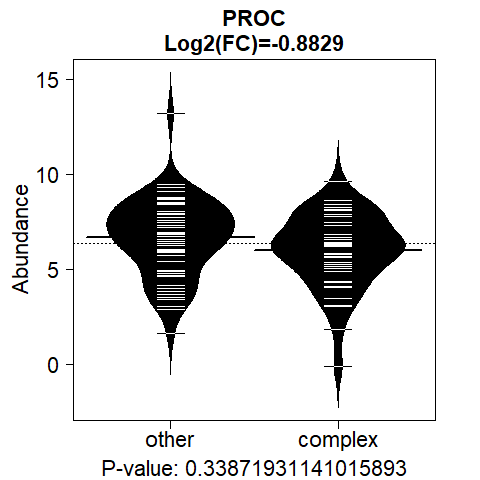 PROC
Log2(FC)=-0.8829
Abundance
15
10
5
0
other complex
P-value: 0.33871931141015893